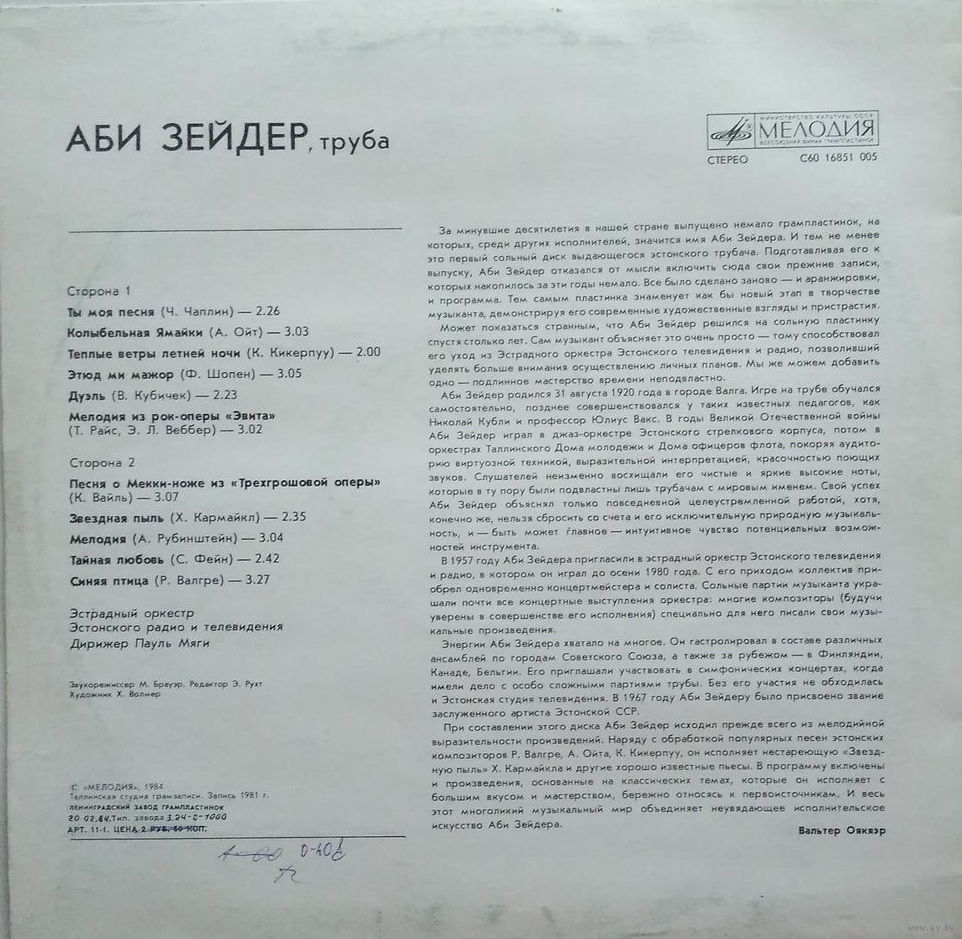 АБИ ЗЕЙДЕР, труба
МИНИСТЕРСТВО КУЛЬТУРЫ СССР
МЕЛОДИЯ
ВСЕСОЮЗНАЯ ФИРМА ГРАМПЛАСТИНОК
СТЕРЕО С60 16851 005
Сторона 1
Ты моя песня (Ч. Чаплин) — 2.26
Колыбельная Ямайки (А. Ойт) — 3.03
Теплые ветры летней ночи (К. Кикерпуу) — 2.00
Этюд ми мажор (Ф. Шопен) — 3.05
Дуэль (В. Кубичек) — 2.23
Мелодия из рок-оперы «Эвита»
(Т. Райс, Э. Л. Веббер) — 3.02
Сторона 2
Песня о Мекки-ноже из «Трехгрошовой оперы»
(К. Вайль) — 3.07
Звездная пыль (Х. Кармайкл) — 2.35
Мелодия (А. Рубинштейн) — 3.04
Тайная любовь (С. Фейн) — 2.42
Синяя птица (Р. Валгре) — 3.27
Эстрадный оркестр
Эстонского радио и телевидения
Дирижер Пауль Мяги
Звукорежиссер М. Брауэр. Редактор Э. Рухт
Художник Х. Волмер
С «МЕЛОДИЯ», 1984
Таллинская студия грамзаписи. Запись 1981 г.
ЛЕНИНГРАДСКИЙ ЗАВОД ГРАМПЛАСТИНОК
20.02.84.Тип. завода 3.24-С-1000
АРТ. 11-1. ЦЕНА 2 РУБ. 50 КОП.
За минувшие десятилетия в нашей стране выпущено немало грампластинок, на
которых, среди других исполнителей, значится имя Аби Зейдера. И тем не менее
это первый сольный диск выдающегося эстонского трубача. Подготавливая его к
выпуску, Аби Зейдер отказался от мысли включить сюда свои прежние записи,
которых накопилось за эти годы немало. Все было сделано заново — и аранжировки,
и программа. Тем самым пластинка знаменует как бы новый этап в творчестве
музыканта, демонстрируя его современные художественные взгляды и пристрастия.
Может показаться странным, что Аби Зейдер решился на сольную пластинку
спустя столько лет. Сам музыкант объясняет это очень просто — тому способствовал
его уход из Эстрадного оркестра Эстонского телевидения и радио, позволивший
уделять больше внимания осуществлению личных планов. Мы же можем добавить
одно — подлинное мастерство времени неподвластно.
Аби Зейдер родился 31 августа 1920 года в городе Валга. Игре на трубе обучался
самостоятельно, позднее совершенствовался у таких известных педагогов, как
Николай Кубли и профессор Юлиус Вакс. В годы Великой Отечественной войны
Аби Зейдер играл в джаз-оркестре Эстонского стрелкового корпуса, потом в
оркестрах Таллинского Дома молодежи и Дома офицеров флота, покоряя аудито-
рию виртуозной техникой, выразительной интерпретацией, красочностью поющих
звуков. Слушателей неизменно восхищали его чистые и яркие высокие ноты,
которые в ту пору были подвластны лишь трубачам с мировым именем. Свой успех
Аби Зейдер объяснял только повседневной целеустремленной работой, хотя,
конечно же, нельзя сбросить со счета и его исключительную природную музыкаль-
ность, и — быть может главное — интуитивное чувство потенциальных возмож-
ностей инструмента.
В 1957 году Аби Зейдера пригласили в эстрадный оркестр Эстонского телевидения
и радио, в котором он играл до осени 1980 года. С его приходом коллектив при-
обрел одновременно концертмейстера и солиста. Сольные партии музыканта укра-
шали почти все концертные выступления оркестра: многие композиторы (будучи
уверены в совершенстве его исполнения) специально для него писали свои музы-
кальные произведения.
Энергии Аби Зейдера хватало на многое. Он гастролировал в составе различных
ансамблей по городам Советского Союза, а также за рубежом — в Финляндии,
Канаде, Бельгии. Его приглашали участвовать в симфонических концертах, когда
имели дело с особо сложными партиями трубы. Без его участия не обходилась
и Эстонская студия телевидения. В 1967 году Аби Зейдеру было присвоено звание
заслуженного артиста Эстонской ССР.
При составлении этого диска Аби Зейдер исходил прежде всего из мелодийной
выразительности произведений. Наряду с обработкой популярных песен эстонских
композиторов Р. Валгре, А. Ойта, К. Кикерпуу, он исполняет нестареющую «Звезд-
ную пыль» Х. Кармайкла и другие хорошо известные пьесы. В программу включены
и произведения, основанные на классических темах, которые он исполняет с
большим вкусом и мастерством, бережно относясь к первоисточникам. И весь
этот многоликий музыкальный мир объединяет неувядающее исполнительское
искусство Аби Зейдера.
Вальтер Оякяэр
www.ay.by